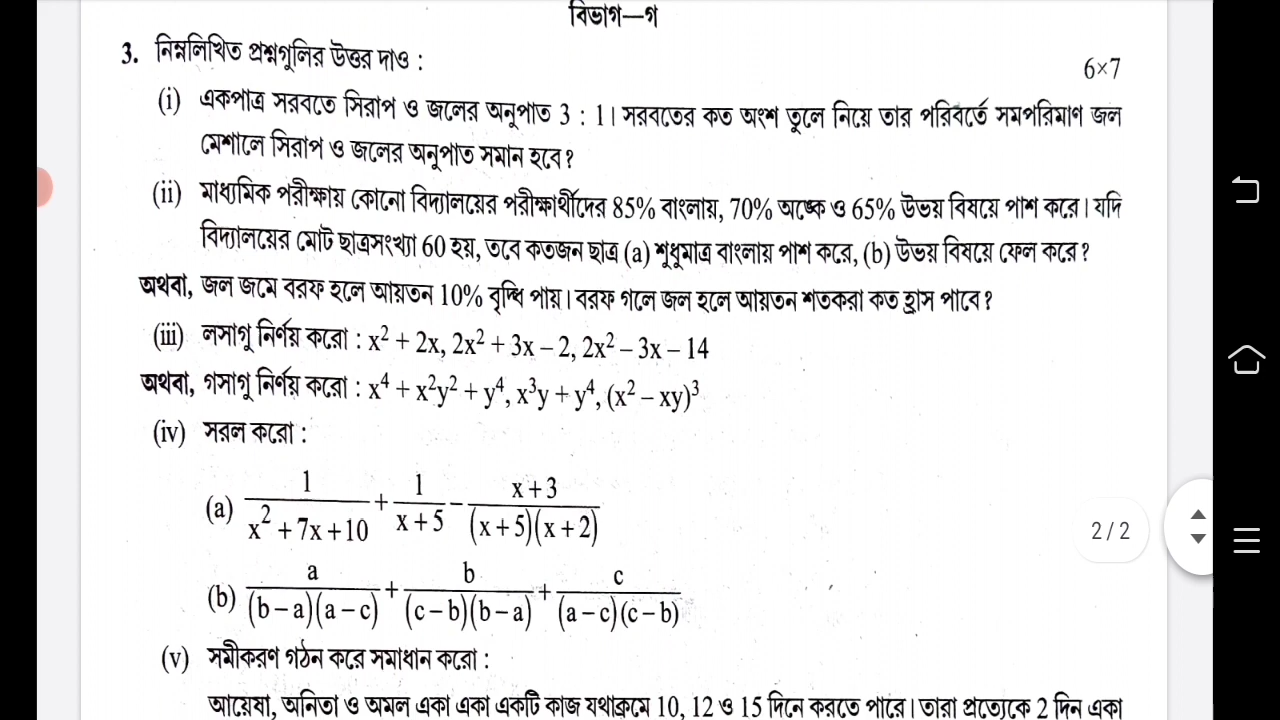 বিভাগ—গ
3. নিম্নলিখিত প্রশ্নগুলির উত্তর দাও :
6×7
(i) একপাত্র সরবতে সিরাপ ও জলের অনুপাত 3 : 1। সরবতের কত অংশ তুলে নিয়ে তার পরিবর্তে সমপরিমাণ জল
মেশালে সিরাপ ও জলের অনুপাত সমান হবে?
(ii) মাধ্যমিক পরীক্ষায় কোনো বিদ্যালয়ের পরীক্ষার্থীদের 85% বাংলায়, 70% অঙ্কে ও 65% উভয় বিষয়ে পাশ করে। যদি
বিদ্যালয়ের মোট ছাত্রসংখ্যা 60 হয়, তবে কতজন ছাত্র (a) শুধুমাত্র বাংলায় পাশ করে, (b) উভয় বিষয়ে ফেল করে?
অথবা, জল জমে বরফ হলে আয়তন 10% বৃদ্ধি পায়। বরফ গলে জল হলে আয়তন শতকরা কত হ্রাস পাবে?
(iii) লসাগু নির্ণয় করো : x² + 2x, 2x² + 3x – 2, 2x² – 3x – 14
অথবা, গসাগু নির্ণয় করো : x⁴ + x²y² + y⁴, x³y + y⁴, (x² – xy)³
(iv) সরল করো :
(a) 1/(x² + 7x + 10) + 1/(x + 5) – (x + 3)/((x + 5)(x + 2))
(b) a/((b – a)(a – c)) + b/((c – b)(b – a)) + c/((a – c)(c – b))
2 / 2
(v) সমীকরণ গঠন করে সমাধান করো :
আয়েষা, অনিতা ও অমল একা একা একটি কাজ যথাক্রমে 10, 12 ও 15 দিনে করতে পারে। তারা প্রত্যেকে 2 দিন একা